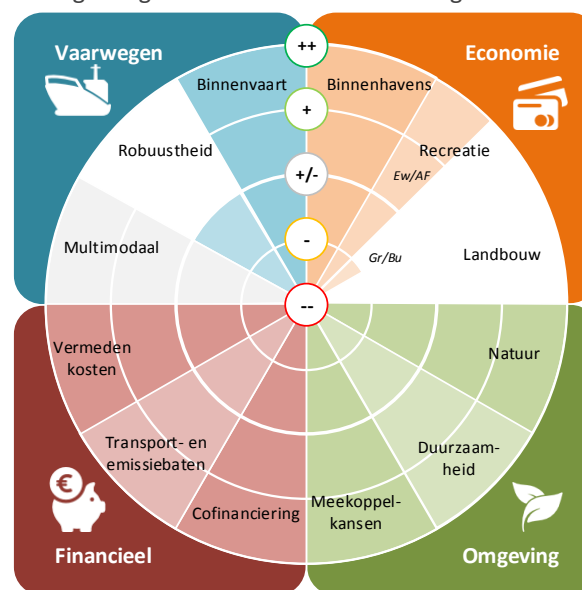 Vaarwegen
++
Economie
Binnenvaart
Binnenhavens
+
Robuustheid
Recreatie
+/-
Ew/AF
Multimodaal
-
Gr/Bu
Landbouw
--
Vermeden
kosten
Natuur
Transport- en
emissiebaten
Duurzaam-
heid
€
Cofinanciering
Meekoppel-
kansen
Financieel
Omgeving